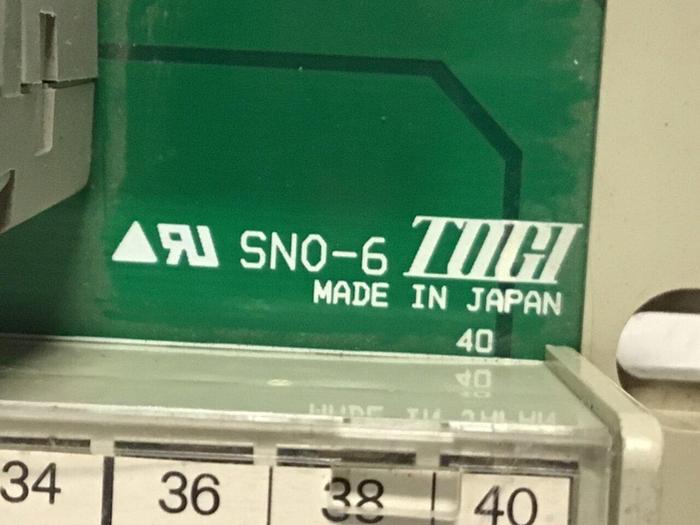 SNO-6 TOGI
MADE IN JAPAN
40
34 36 38 40